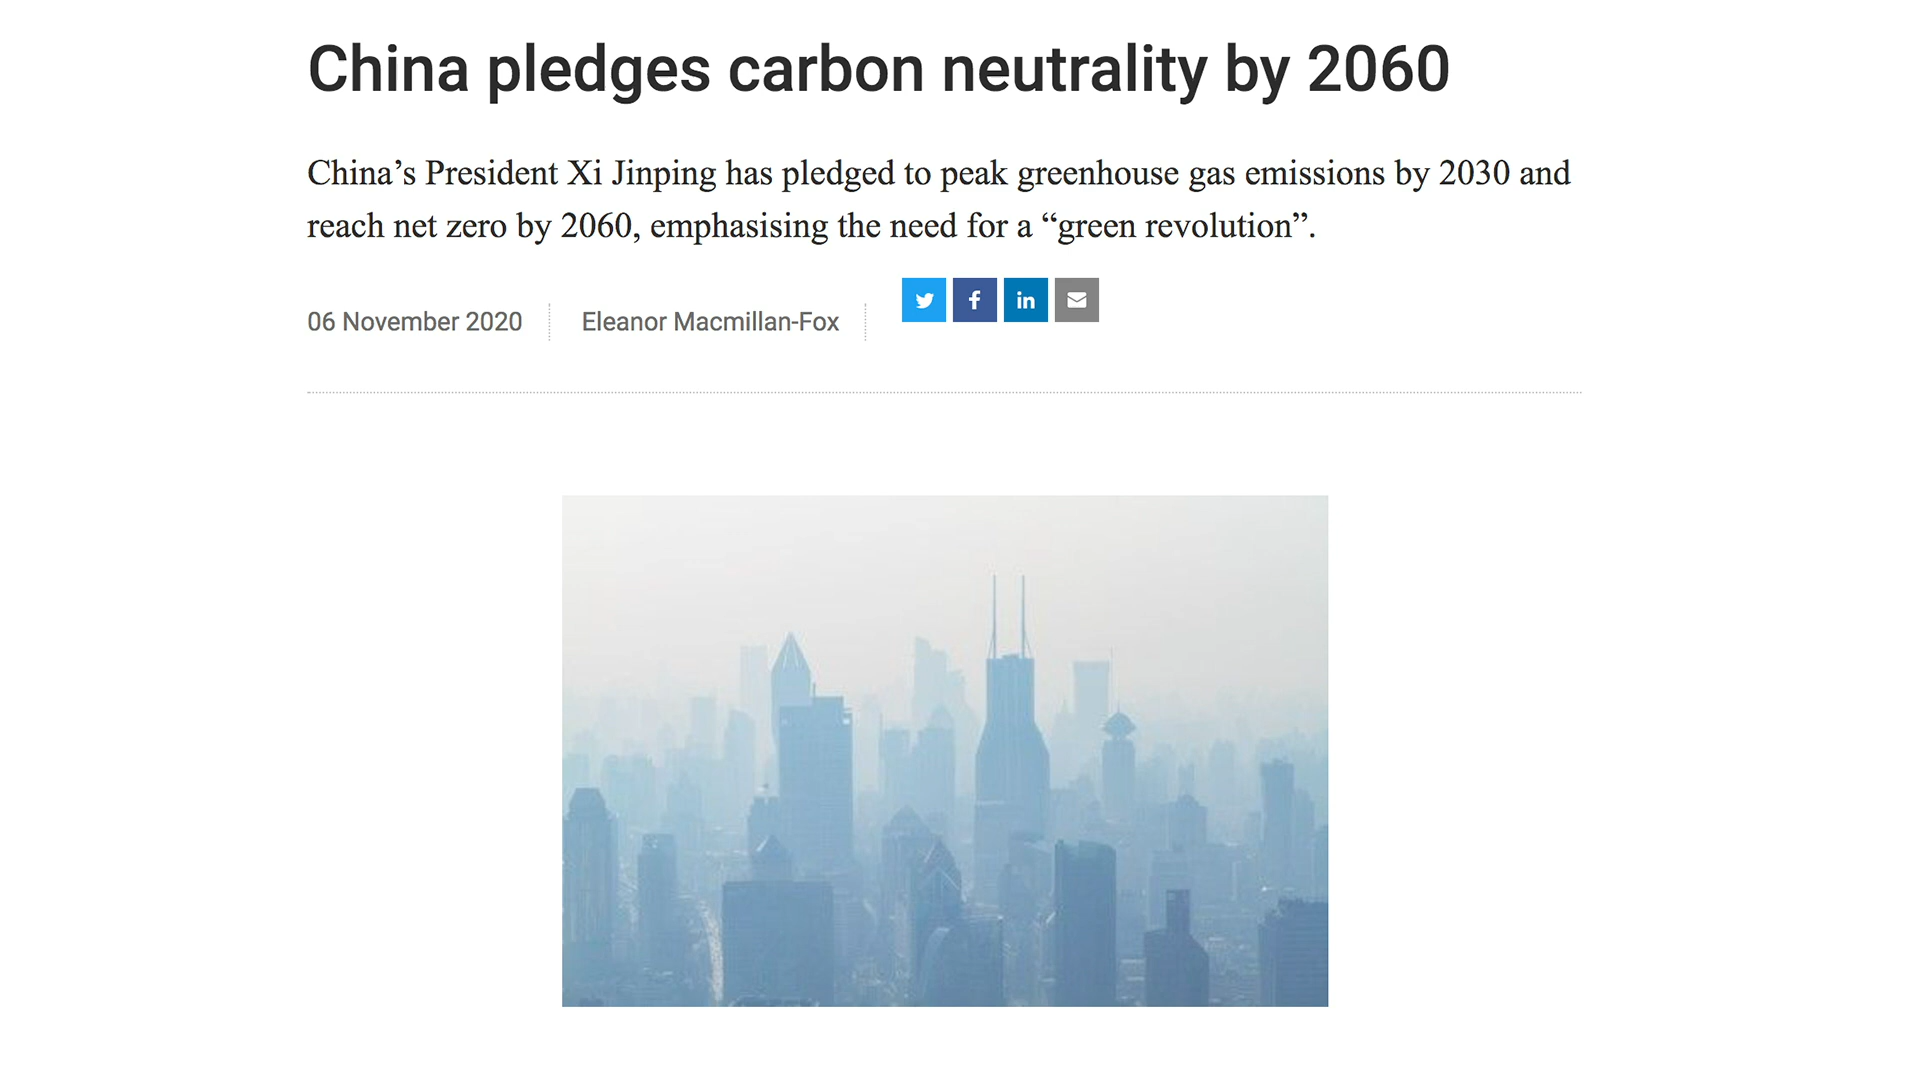 China pledges carbon neutrality by 2060
China’s President Xi Jinping has pledged to peak greenhouse gas emissions by 2030 and
reach net zero by 2060, emphasising the need for a “green revolution”.
06 November 2020
Eleanor Macmillan-Fox
f
in